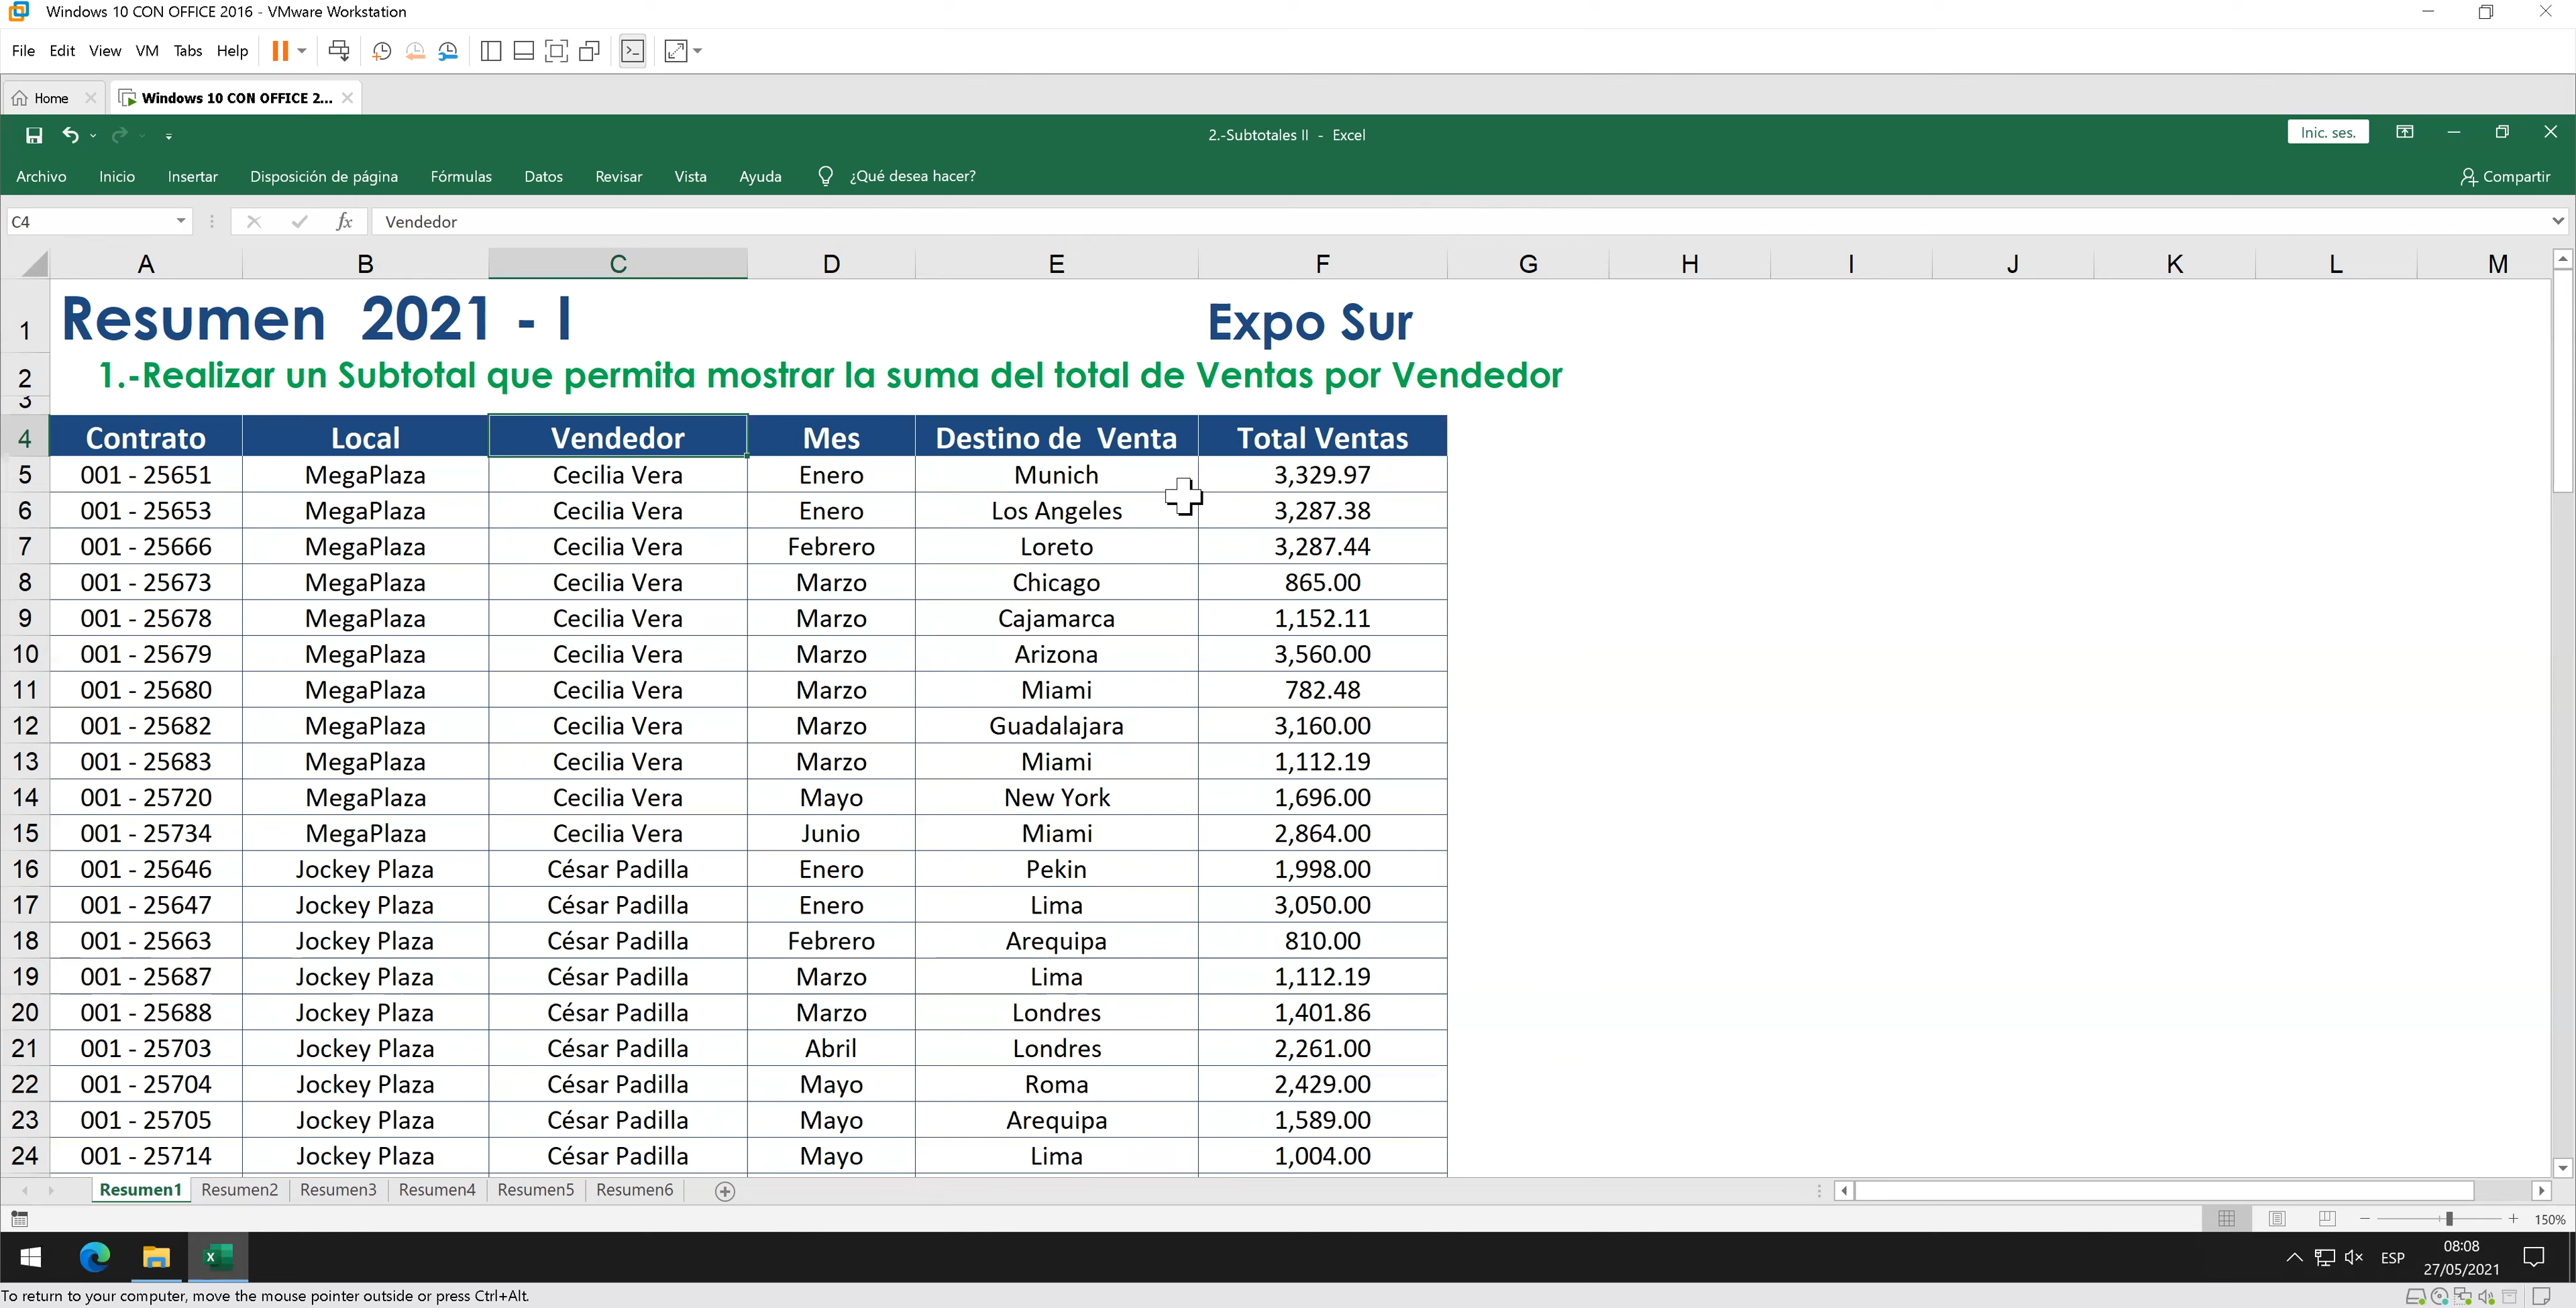 Windows 10 CON OFFICE 2016 - VMware Workstation
File Edit View VM Tabs Help
Home Windows 10 CON OFFICE 2...
2.-Subtotales II - Excel Inic. ses.
Archivo Inicio Insertar Disposición de página Fórmulas Datos Revisar Vista Ayuda ¿Qué desea hacer? Compartir
C4 fx Vendedor
A B C D E F G H I J K L M
1 Resumen 2021 - I Expo Sur
2 1.-Realizar un Subtotal que permita mostrar la suma del total de Ventas por Vendedor
3
4 Contrato Local Vendedor Mes Destino de Venta Total Ventas
5 001 - 25651 MegaPlaza Cecilia Vera Enero Munich 3,329.97
6 001 - 25653 MegaPlaza Cecilia Vera Enero Los Angeles 3,287.38
7 001 - 25666 MegaPlaza Cecilia Vera Febrero Loreto 3,287.44
8 001 - 25673 MegaPlaza Cecilia Vera Marzo Chicago 865.00
9 001 - 25678 MegaPlaza Cecilia Vera Marzo Cajamarca 1,152.11
10 001 - 25679 MegaPlaza Cecilia Vera Marzo Arizona 3,560.00
11 001 - 25680 MegaPlaza Cecilia Vera Marzo Miami 782.48
12 001 - 25682 MegaPlaza Cecilia Vera Marzo Guadalajara 3,160.00
13 001 - 25683 MegaPlaza Cecilia Vera Marzo Miami 1,112.19
14 001 - 25720 MegaPlaza Cecilia Vera Mayo New York 1,696.00
15 001 - 25734 MegaPlaza Cecilia Vera Junio Miami 2,864.00
16 001 - 25646 Jockey Plaza César Padilla Enero Pekin 1,998.00
17 001 - 25647 Jockey Plaza César Padilla Enero Lima 3,050.00
18 001 - 25663 Jockey Plaza César Padilla Febrero Arequipa 810.00
19 001 - 25687 Jockey Plaza César Padilla Marzo Lima 1,112.19
20 001 - 25688 Jockey Plaza César Padilla Marzo Londres 1,401.86
21 001 - 25703 Jockey Plaza César Padilla Abril Londres 2,261.00
22 001 - 25704 Jockey Plaza César Padilla Mayo Roma 2,429.00
23 001 - 25705 Jockey Plaza César Padilla Mayo Arequipa 1,589.00
24 001 - 25714 Jockey Plaza César Padilla Mayo Lima 1,004.00
Resumen1 Resumen2 Resumen3 Resumen4 Resumen5 Resumen6
150%
ESP 08:08
27/05/2021
To return to your computer, move the mouse pointer outside or press Ctrl+Alt.